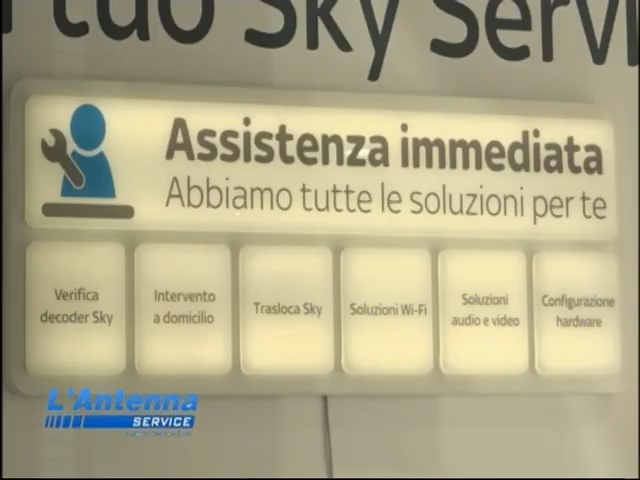 tuo Sky Servi
Assistenza immediata
Abbiamo tutte le soluzioni per te
Verifica
decoder Sky
Intervento
a domicilio
Trasloca Sky
Soluzioni Wi-Fi
Soluzioni
audio e video
Configurazione
hardware
L'Antenna
SERVICE